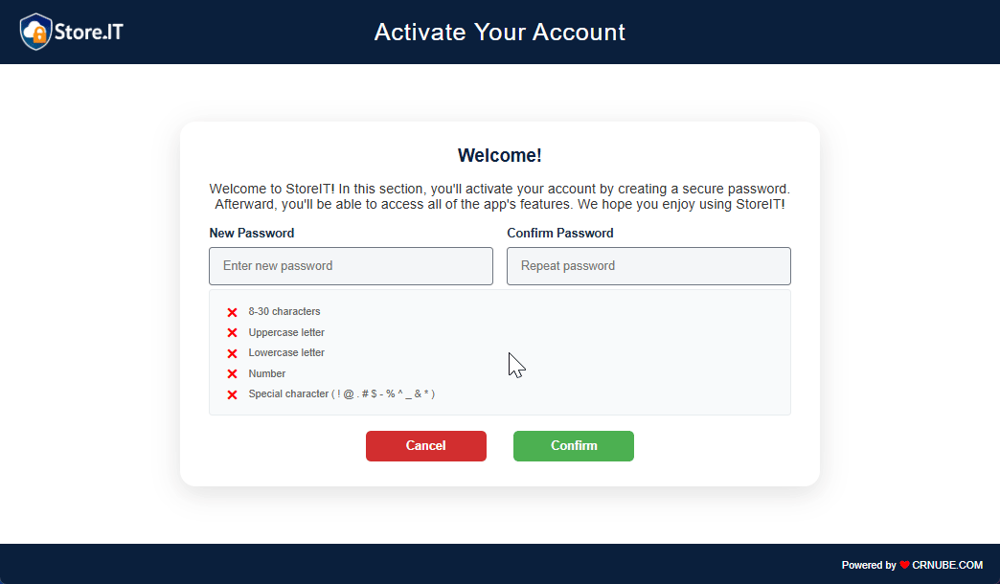 Store.IT
Activate Your Account
Welcome!
Welcome to StoreIT! In this section, you'll activate your account by creating a secure password.
Afterward, you'll be able to access all of the app's features. We hope you enjoy using StoreIT!
New Password
Confirm Password
Enter new password
Repeat password
8-30 characters
Uppercase letter
Lowercase letter
Number
Special character ( ! @ . # $ - % ^ _ & * )
Cancel
Confirm
Powered by ❤ CRNUBE.COM